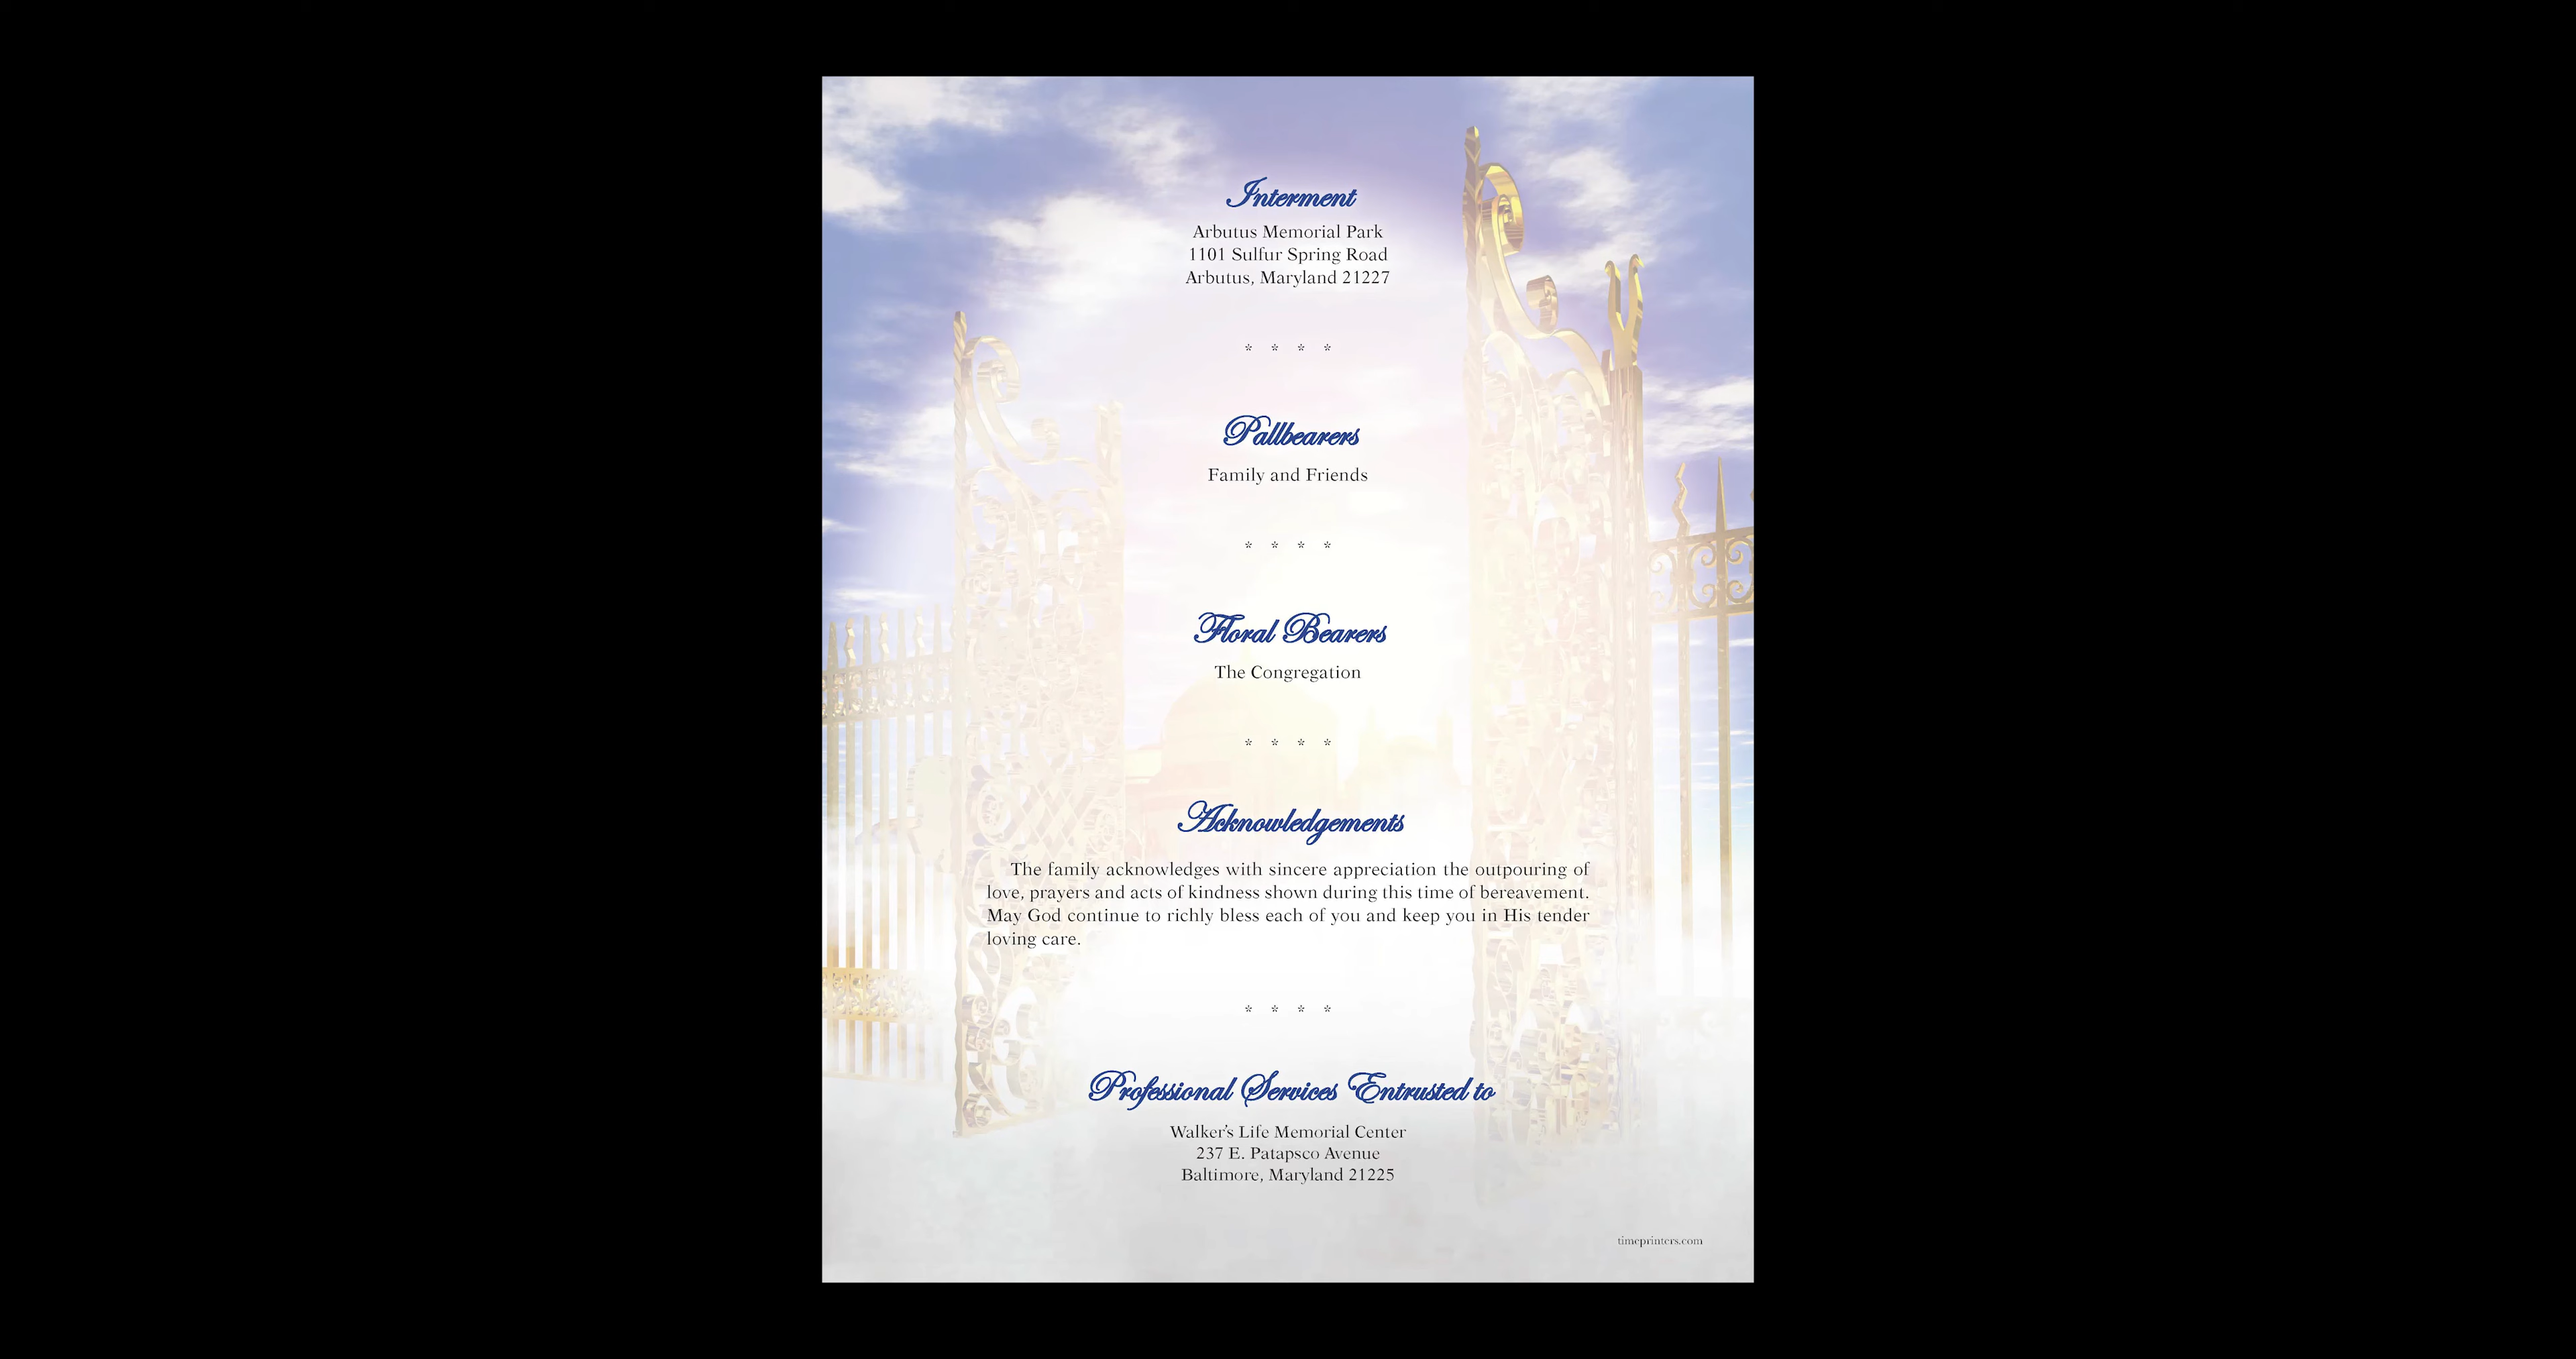 Interment
Arbutus Memorial Park
1101 Sulfur Spring Road
Arbutus, Maryland 21227
* * * *
Pallbearers
Family and Friends
* * * *
Floral Bearers
The Congregation
* * * *
Acknowledgements
The family acknowledges with sincere appreciation the outpouring of
love, prayers and acts of kindness shown during this time of bereavement.
May God continue to richly bless each of you and keep you in His tender
loving care.
* * * *
Professional Services Entrusted to
Walker’s Life Memorial Center
237 E. Patapsco Avenue
Baltimore, Maryland 21225
timeprinters.com